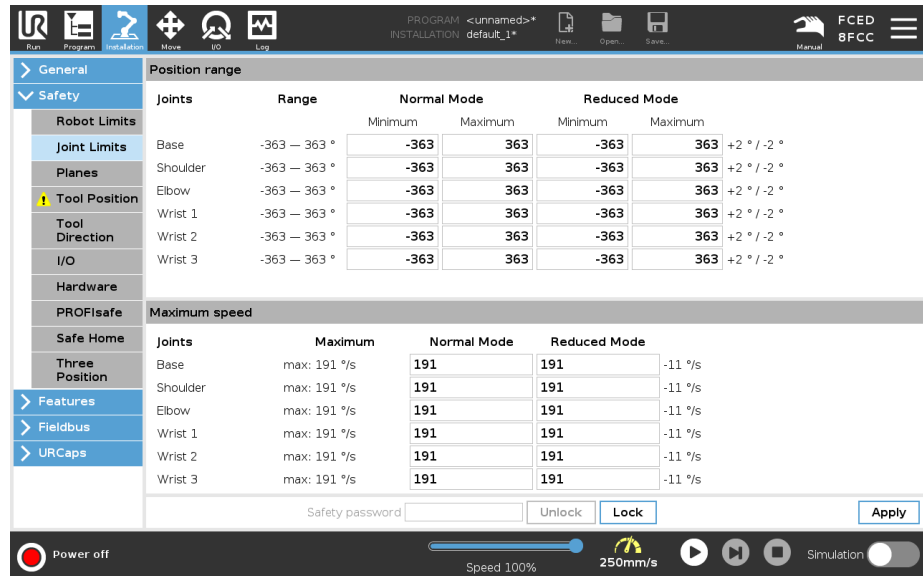 UR
PROGRAM <unnamed>*
INSTALLATION default_1*
FCED
8FCC
Run Program Installation Move I/O Log New... Open... Save... Manual
General
Safety
Robot Limits
Joint Limits
Planes
Tool Position
Tool
Direction
I/O
Hardware
PROFIsafe
Safe Home
Three
Position
Features
Fieldbus
URCaps
Position range
Joints Range Normal Mode Reduced Mode
Minimum Maximum Minimum Maximum
Base -363 — 363 ° -363 363 -363 363 +2 ° / -2 °
Shoulder -363 — 363 ° -363 363 -363 363 +2 ° / -2 °
Elbow -363 — 363 ° -363 363 -363 363 +2 ° / -2 °
Wrist 1 -363 — 363 ° -363 363 -363 363 +2 ° / -2 °
Wrist 2 -363 — 363 ° -363 363 -363 363 +2 ° / -2 °
Wrist 3 -363 — 363 ° -363 363 -363 363 +2 ° / -2 °
Maximum speed
Joints Maximum Normal Mode Reduced Mode
Base max: 191 °/s 191 191 -11 °/s
Shoulder max: 191 °/s 191 191 -11 °/s
Elbow max: 191 °/s 191 191 -11 °/s
Wrist 1 max: 191 °/s 191 191 -11 °/s
Wrist 2 max: 191 °/s 191 191 -11 °/s
Wrist 3 max: 191 °/s 191 191 -11 °/s
Safety password Unlock Lock Apply
Power off
Speed 100%
250mm/s
Simulation